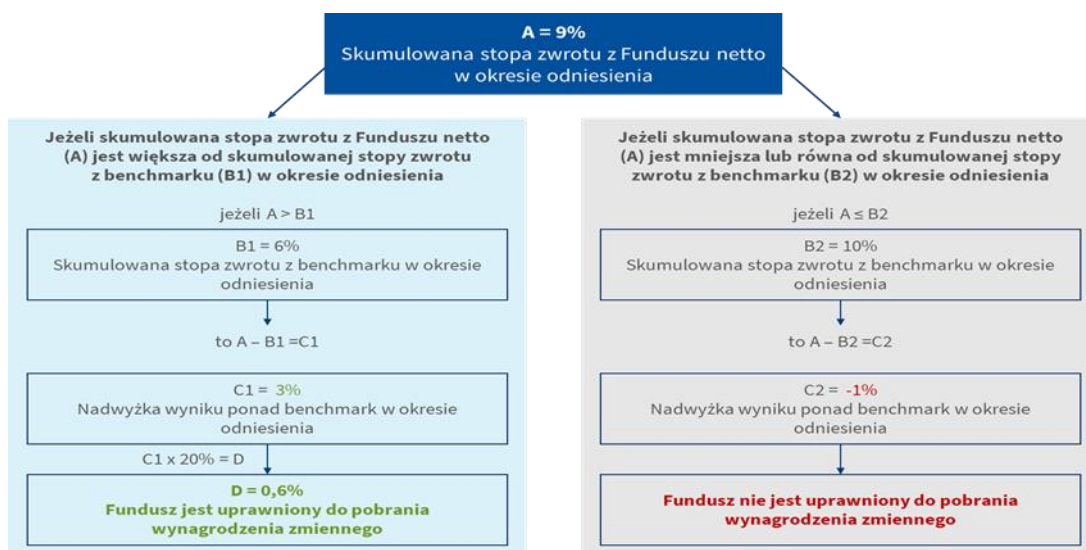 A = 9%
Skumulowana stopa zwrotu z Funduszu netto
w okresie odniesienia
Jeżeli skumulowana stopa zwrotu z Funduszu netto
(A) jest większa od skumulowanej stopy zwrotu
z benchmarku (B1) w okresie odniesienia
jeżeli A > B1
B1 = 6%
Skumulowana stopa zwrotu z benchmarku w okresie
odniesienia
to A – B1 =C1
C1 = 3%
Nadwyżka wyniku ponad benchmark w okresie
odniesienia
C1 x 20% = D
D = 0,6%
Fundusz jest uprawniony do pobrania
wynagrodzenia zmiennego
Jeżeli skumulowana stopa zwrotu z Funduszu netto
(A) jest mniejsza lub równa od skumulowanej stopy
zwrotu z benchmarku (B2) w okresie odniesienia
jeżeli A ≤ B2
B2 = 10%
Skumulowana stopa zwrotu z benchmarku w okresie
odniesienia
to A – B2 =C2
C2 = -1%
Nadwyżka wyniku ponad benchmark w okresie
odniesienia
Fundusz nie jest uprawniony do pobrania
wynagrodzenia zmiennego